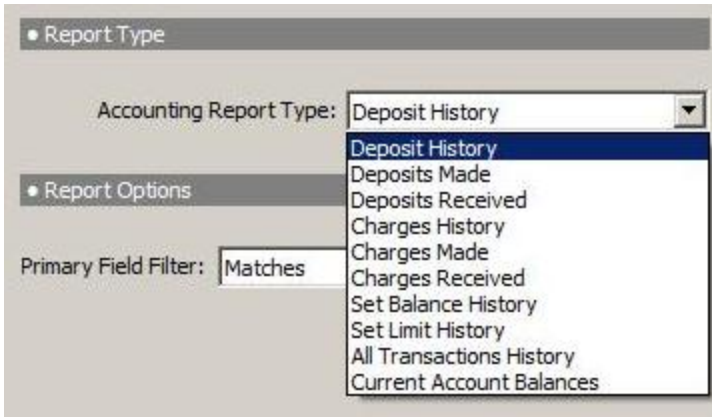 • Report Type
Accounting Report Type: Deposit History
Deposit History
Deposits Made
Deposits Received
Charges History
Charges Made
Charges Received
Set Balance History
Set Limit History
All Transactions History
Current Account Balances
• Report Options
Primary Field Filter: Matches